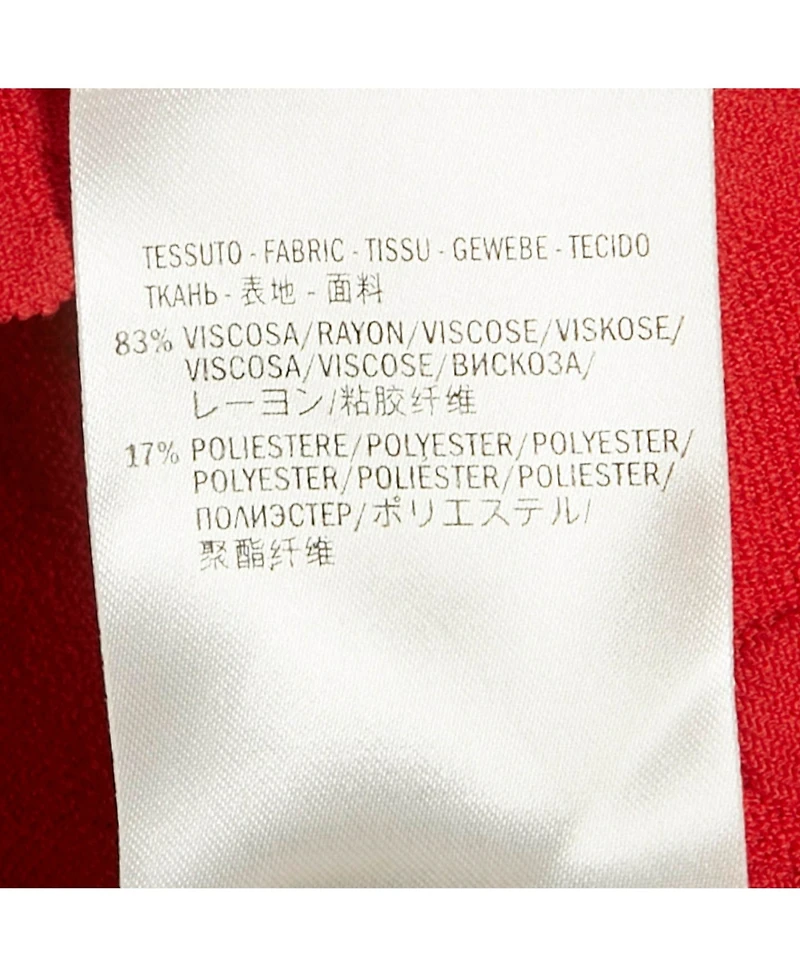 TESSUTO - FABRIC - TISSU - GEWEBE - TECIDO
ТКАНЬ - 表地 - 面料
83% VISCOSA/RAYON/VISCOSE/VISKOSE/
VISCOSA/VISCOSE/ВИСКОЗА/
レーヨン/粘胶纤维
17% POLIESTERE/POLYESTER/POLYESTER/
POLYESTER/POLIÉSTER/POLIESTER/
ПОЛИЭСТЕР/ポリエステル/
聚酯纤维